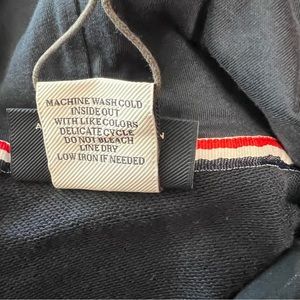 MACHINE WASH COLD
INSIDE OUT
WITH LIKE COLORS
DELICATE CYCLE
DO NOT BLEACH
LINE DRY
LOW IRON IF NEEDED